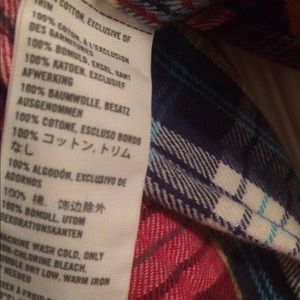 COTTON, EXCLUSIVE OF
TRIM
100% COTON, A L'EXCLUSION
DES GARNITURES
100% BOMULD, EKSKL. KANT
100% KATOEN, EXCLUSIEF
AFWERKING
100% BAUMWOLLE, BESATZ
AUSGENOMMEN
100% COTONE, ESCLUSO BORDO
100% コットン、トリム
なし
100% ALGODÓN, EXCLUSIVO DE
ADORNOS
100% 棉, 饰边除外
100% BOMULL, UTOM
DEKORATIONSKANTEN
MACHINE WASH COLD, ONLY
NON-CHLORINE BLEACH,
TUMBLE DRY LOW, WARM IRON
NEEDED